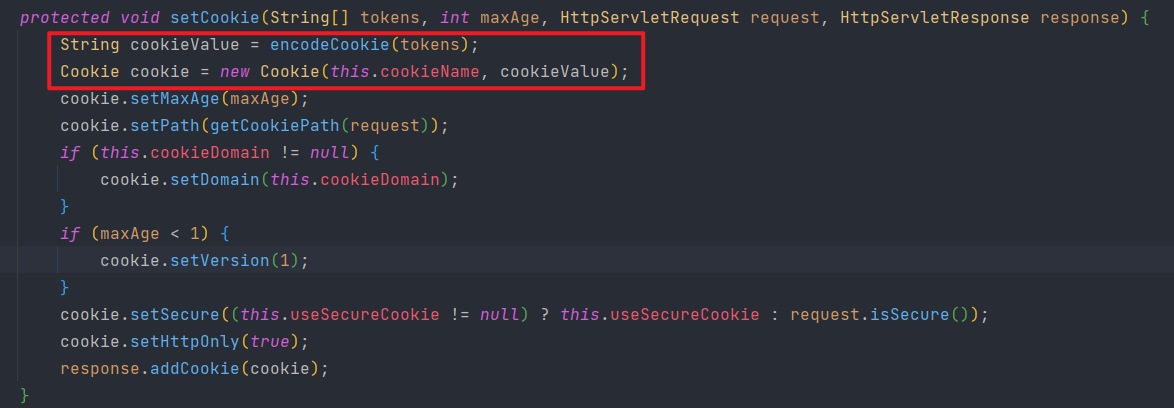 protected void setCookie(String[] tokens, int maxAge, HttpServletRequest request, HttpServletResponse response) {
    String cookieValue = encodeCookie(tokens);
    Cookie cookie = new Cookie(this.cookieName, cookieValue);
    cookie.setMaxAge(maxAge);
    cookie.setPath(getCookiePath(request));
    if (this.cookieDomain != null) {
        cookie.setDomain(this.cookieDomain);
    }
    if (maxAge < 1) {
        cookie.setVersion(1);
    }
    cookie.setSecure((this.useSecureCookie != null) ? this.useSecureCookie : request.isSecure());
    cookie.setHttpOnly(true);
    response.addCookie(cookie);
}